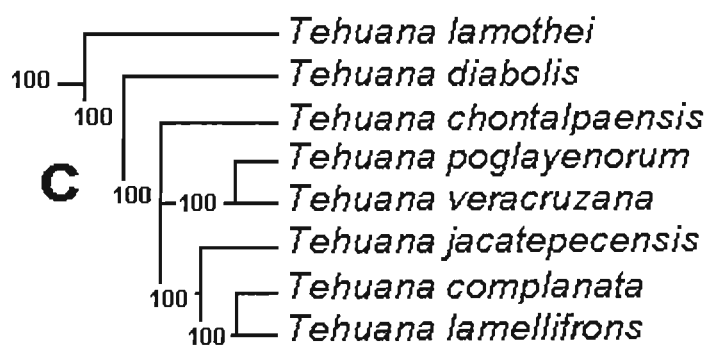 Tehuana lamothei
100
Tehuana diabolis
100
Tehuana chontalpaensis
Tehuana poglayenorum
C
100
100
Tehuana veracruzana
Tehuana jacatepecensis
100
Tehuana complanata
100
Tehuana lamellifrons